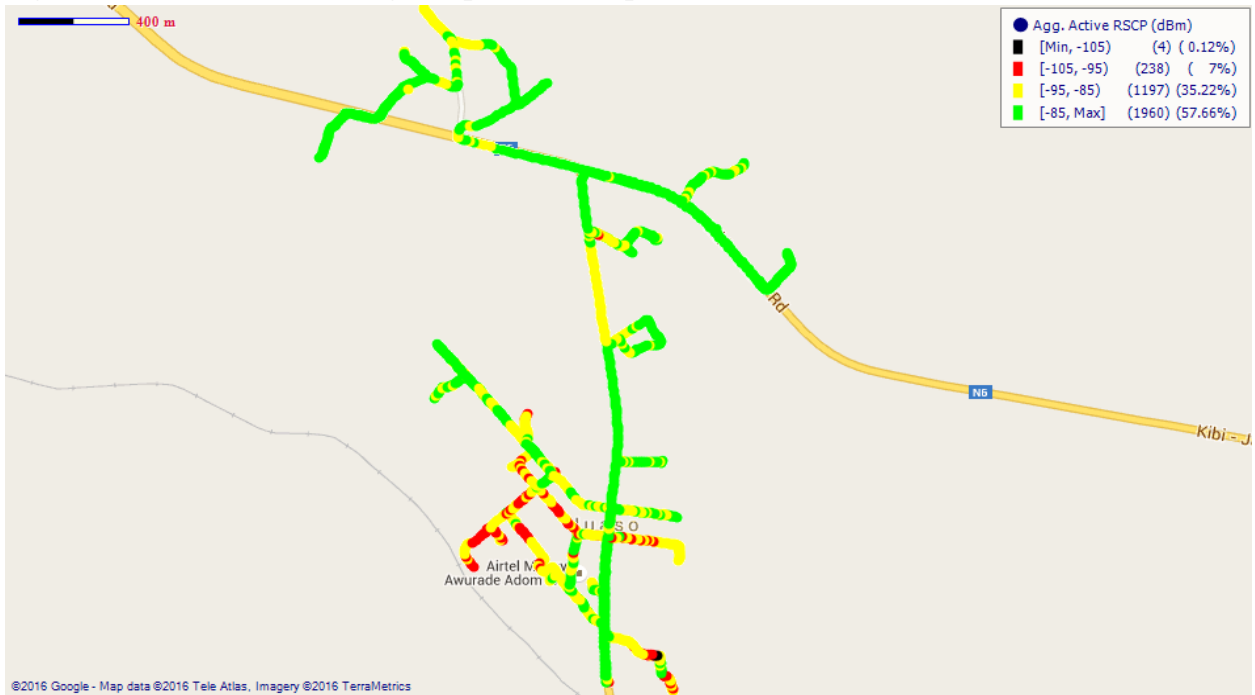 400 m
Agg. Active RSCP (dBm)
[Min, -105) (4) ( 0.12%)
[-105, -95) (238) ( 7%)
[-95, -85) (1197) (35.22%)
[-85, Max] (1960) (57.66%)
Rd
N6
Kibi - J
Juaso
Airtel M
Awurade Adom
©2016 Google - Map data ©2016 Tele Atlas, Imagery ©2016 TerraMetrics